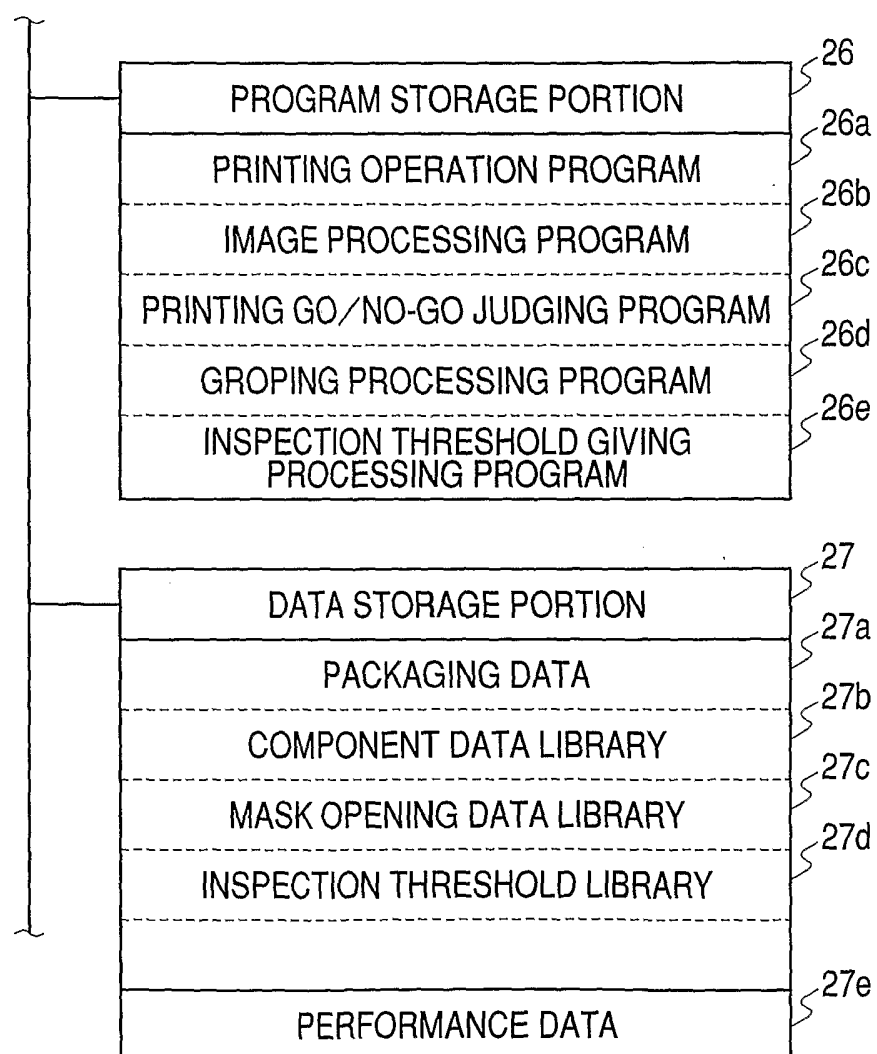 26
PROGRAM STORAGE PORTION
26a
PRINTING OPERATION PROGRAM
26b
IMAGE PROCESSING PROGRAM
26c
PRINTING GO/NO-GO JUDGING PROGRAM
26d
GROPING PROCESSING PROGRAM
26e
INSPECTION THRESHOLD GIVING
PROCESSING PROGRAM
27
DATA STORAGE PORTION
27a
PACKAGING DATA
27b
COMPONENT DATA LIBRARY
27c
MASK OPENING DATA LIBRARY
27d
INSPECTION THRESHOLD LIBRARY
27e
PERFORMANCE DATA